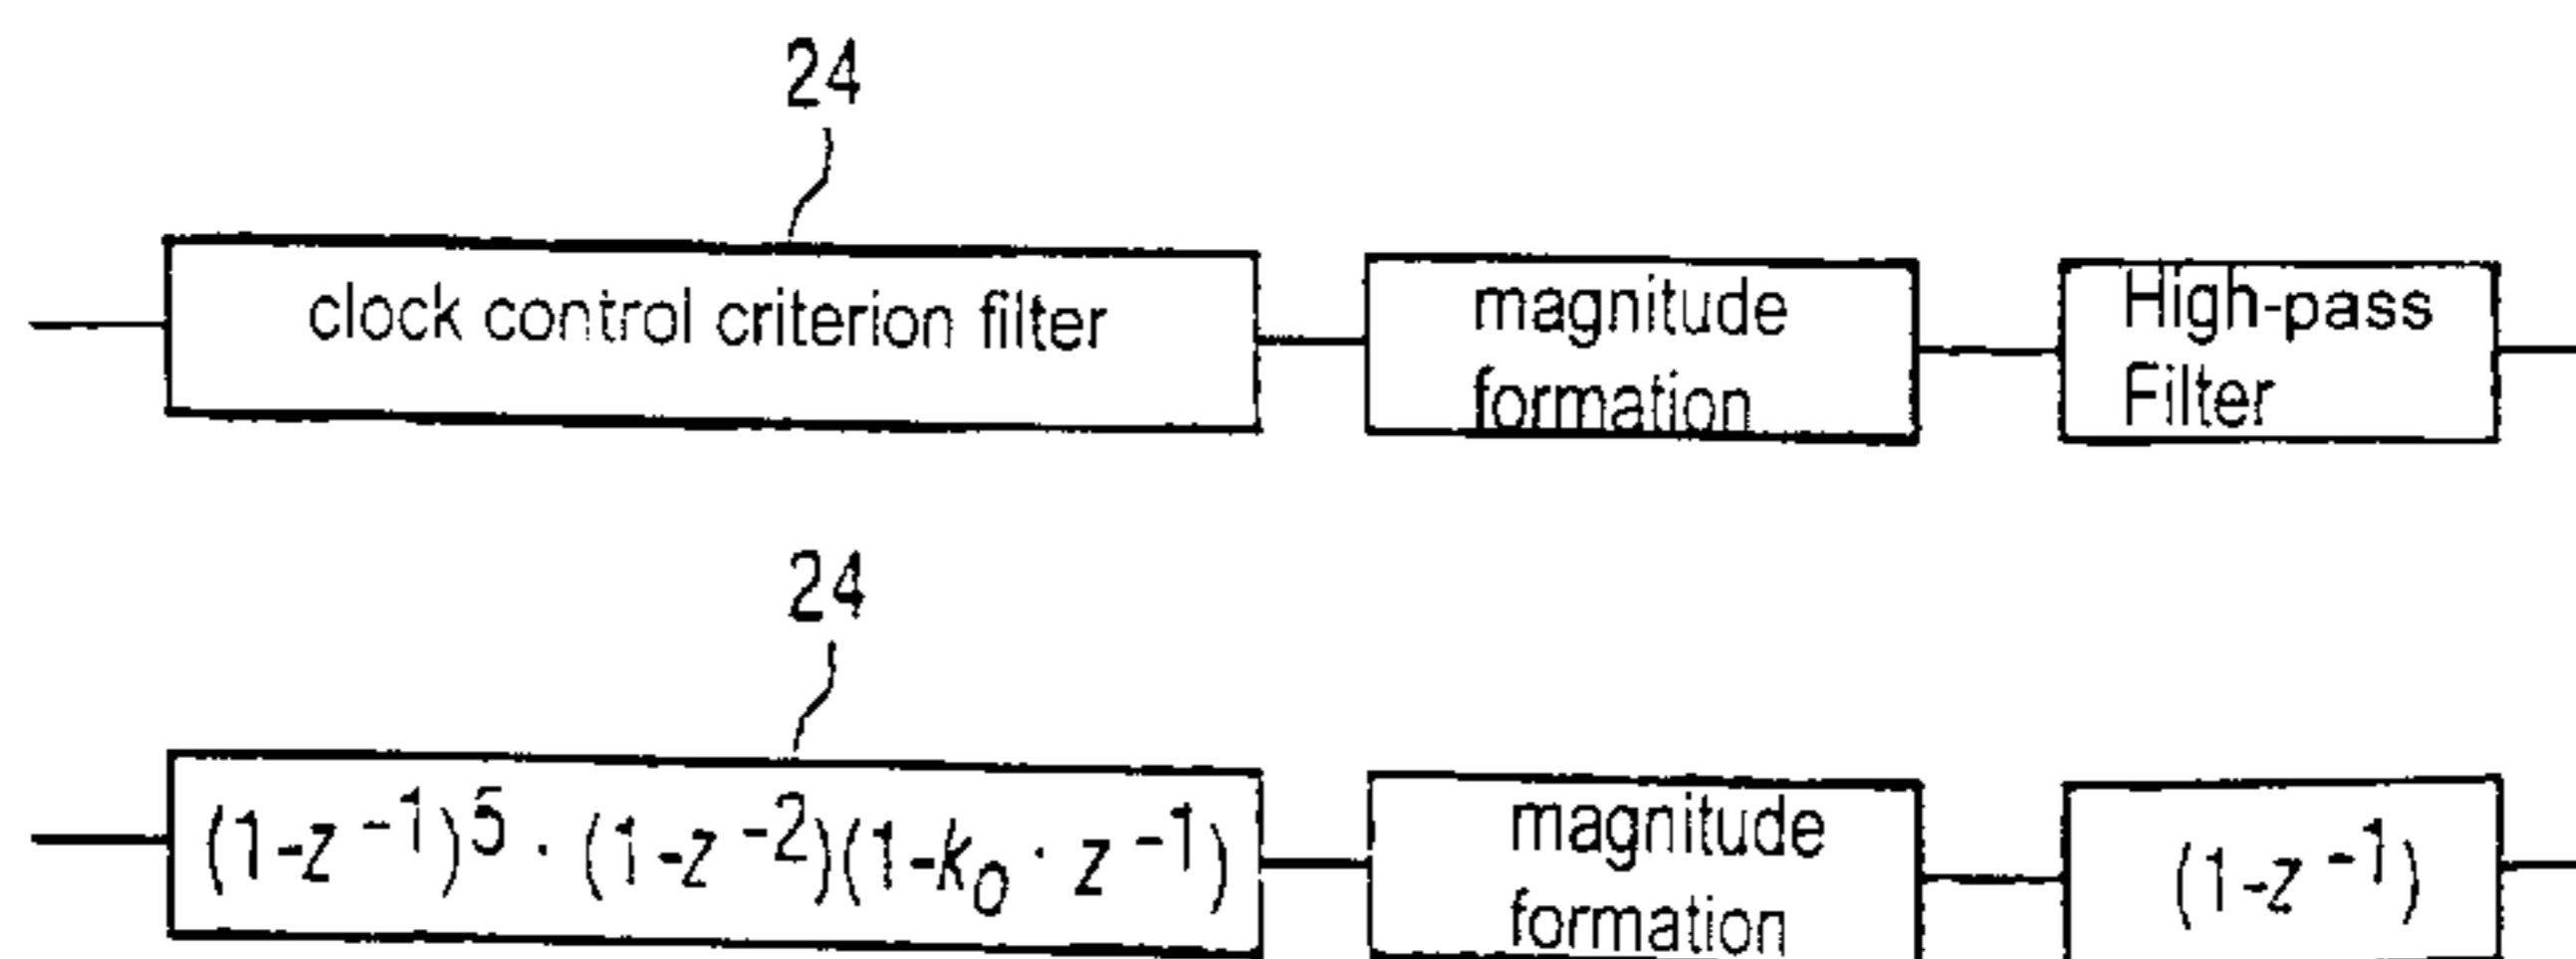 24
clock control criterion filter
magnitude
formation
High-pass
Filter
24
(1-z⁻¹)⁵ · (1-z⁻²)(1-k₀ · z⁻¹)
magnitude
formation
(1-z⁻¹)